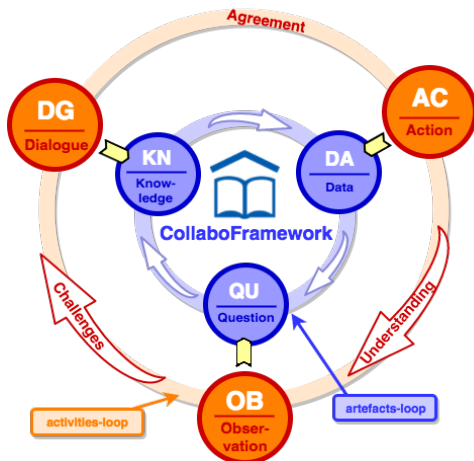 Agreement
DG
Dialogue
AC
Action
KN
Know-
ledge
DA
Data
CollaboFramework
QU
Question
Challenges
Understanding
OB
Obser-
vation
activities-loop
artefacts-loop